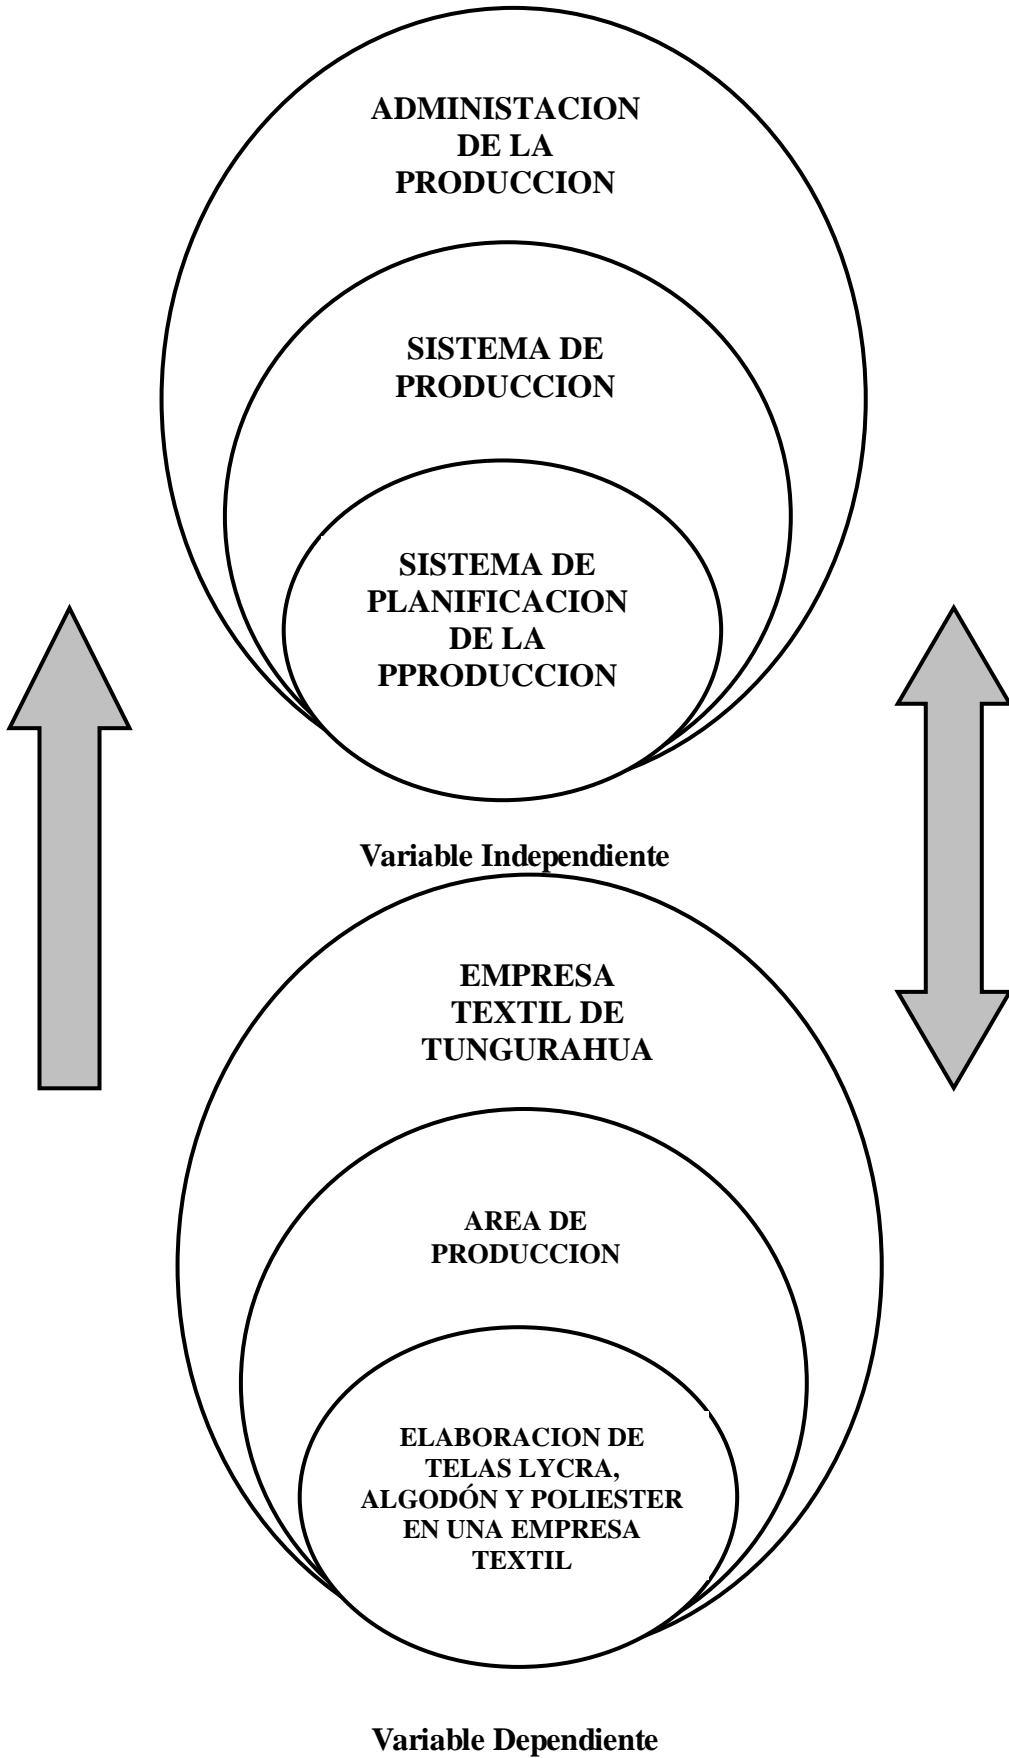 ADMINISTACION
DE LA
PRODUCCION
SISTEMA DE
PRODUCCION
SISTEMA DE
PLANIFICACION
DE LA
PPRODUCCION
Variable Independiente
EMPRESA
TEXTIL DE
TUNGURAHUA
AREA DE
PRODUCCION
ELABORACION DE
TELAS LYCRA,
ALGODÓN Y POLIESTER
EN UNA EMPRESA
TEXTIL
Variable Dependiente